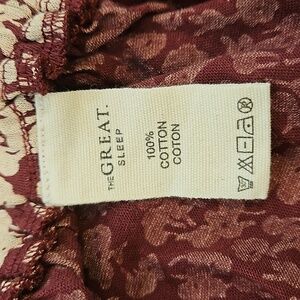 THE GREAT.
SLEEP
100%
COTTON
COTON